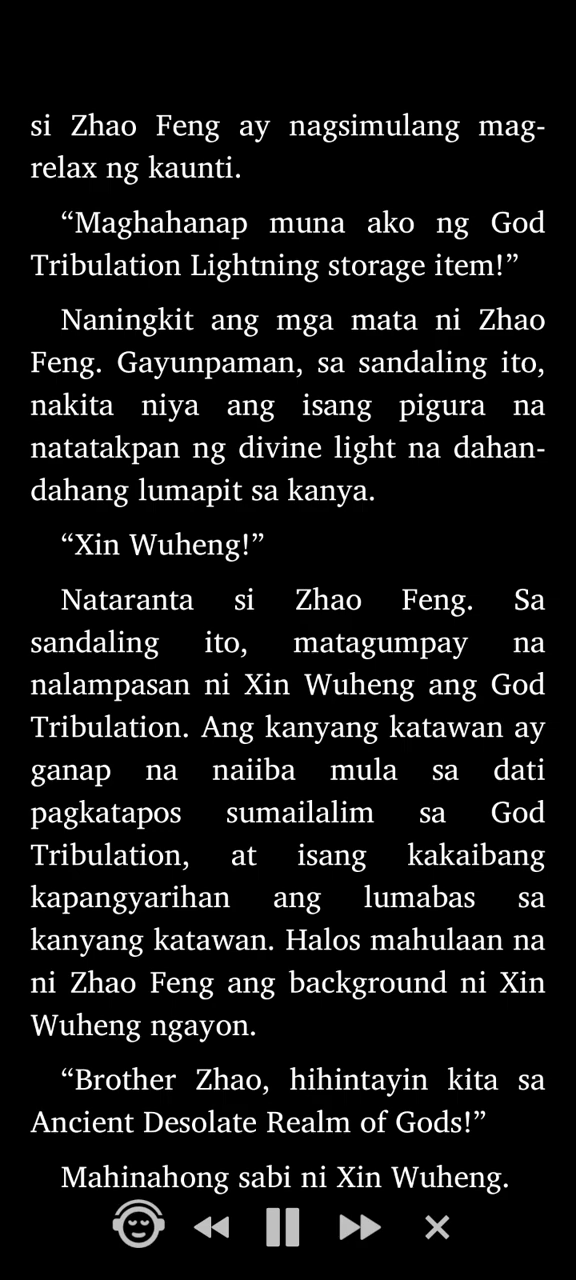 si Zhao Feng ay nagsimulang mag-
relax ng kaunti.
“Maghahanap muna ako ng God
Tribulation Lightning storage item!”
Naningkit ang mga mata ni Zhao
Feng. Gayunpaman, sa sandaling ito,
nakita niya ang isang pigura na
natatakpan ng divine light na dahan-
dahang lumapit sa kanya.
“Xin Wuheng!”
Nataranta si Zhao Feng. Sa
sandaling ito, matagumpay na
nalampasan ni Xin Wuheng ang God
Tribulation. Ang kanyang katawan ay
ganap na naiiba mula sa dati
pagkatapos sumailalim sa God
Tribulation, at isang kakaibang
kapangyarihan ang lumabas sa
kanyang katawan. Halos mahulaan na
ni Zhao Feng ang background ni Xin
Wuheng ngayon.
“Brother Zhao, hihintayin kita sa
Ancient Desolate Realm of Gods!”
Mahinahong sabi ni Xin Wuheng.